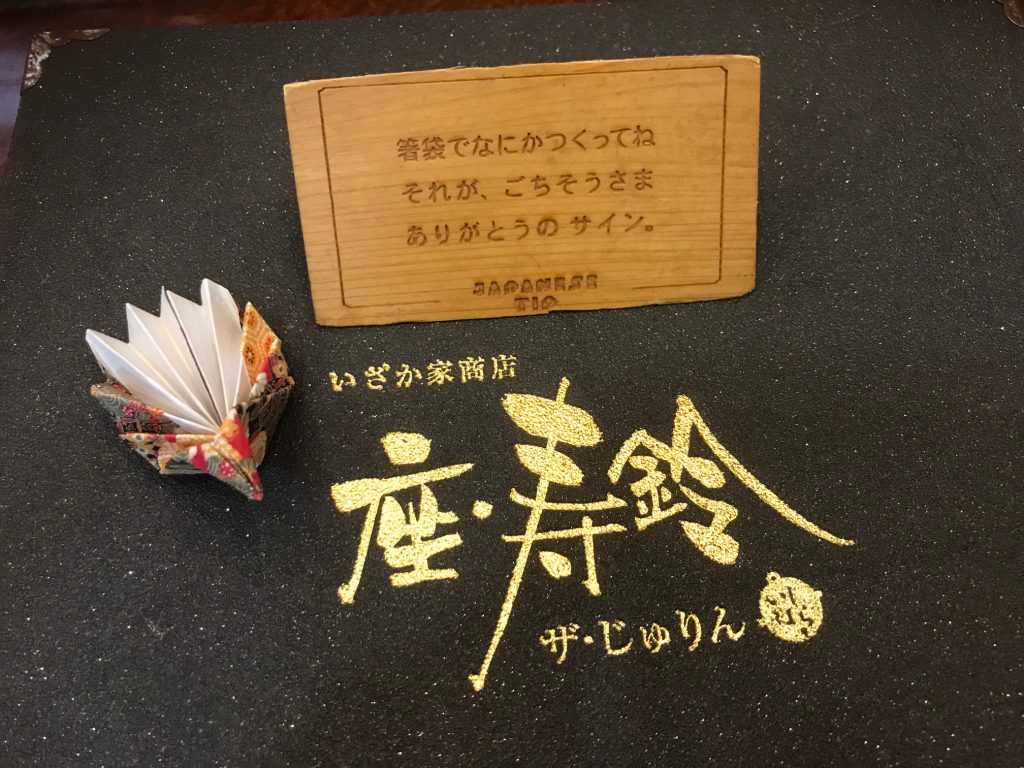 箸袋でなにかつくってね
それが、ごちそうさま
ありがとうのサイン。
JAPANESE
TIP
いざか家商店
座・寿鈴
ザ・じゅりん